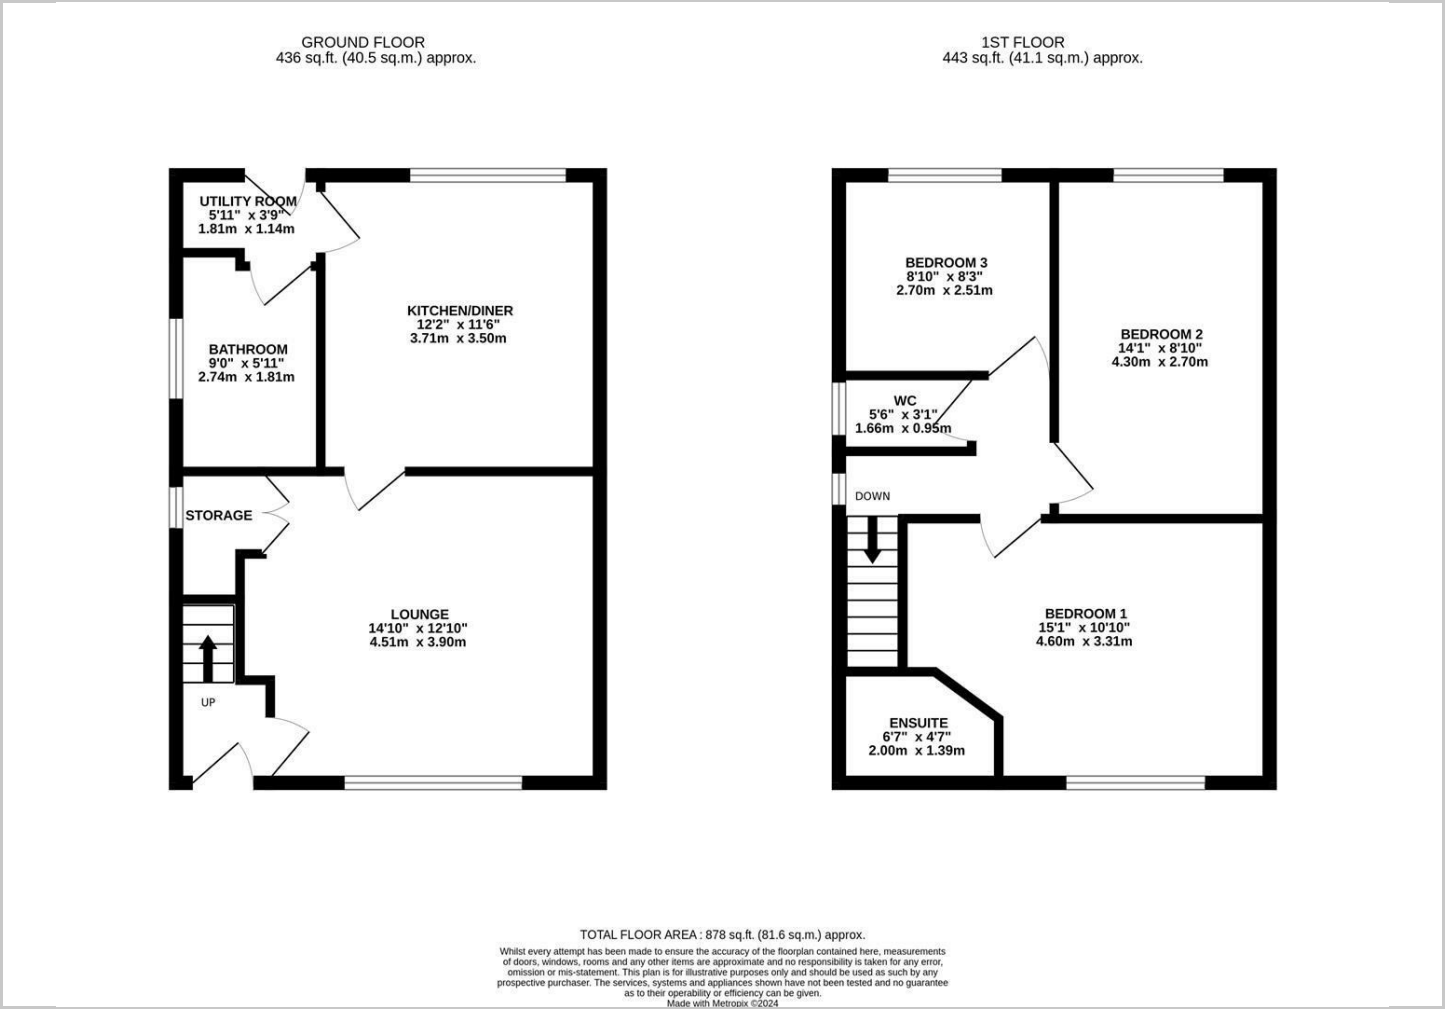 GROUND FLOOR
436 sq.ft. (40.5 sq.m.) approx.
1ST FLOOR
443 sq.ft. (41.1 sq.m.) approx.
UTILITY ROOM
5'11" x 3'9"
1.81m x 1.14m
KITCHEN/DINER
12'2" x 11'6"
3.71m x 3.50m
BATHROOM
9'0" x 5'11"
2.74m x 1.81m
STORAGE
LOUNGE
14'10" x 12'10"
4.51m x 3.90m
UP
BEDROOM 3
8'10" x 8'3"
2.70m x 2.51m
BEDROOM 2
14'1" x 8'10"
4.30m x 2.70m
WC
5'6" x 3'1"
1.66m x 0.95m
DOWN
BEDROOM 1
15'1" x 10'10"
4.60m x 3.31m
ENSUITE
6'7" x 4'7"
2.00m x 1.39m
TOTAL FLOOR AREA : 878 sq.ft. (81.6 sq.m.) approx.
Whilst every attempt has been made to ensure the accuracy of the floorplan contained here, measurements
of doors, windows, rooms and any other items are approximate and no responsibility is taken for any error,
omission or mis-statement. This plan is for illustrative purposes only and should be used as such by any
prospective purchaser. The services, systems and appliances shown have not been tested and no guarantee
as to their operability or efficiency can be given.
Made with Metropix ©2024